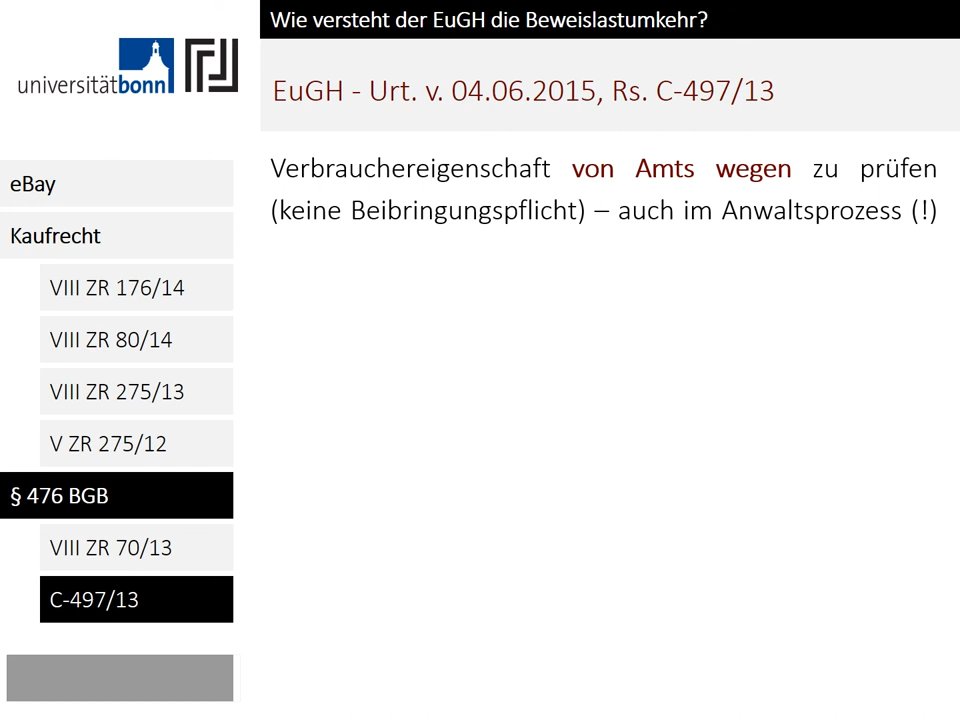 Wie versteht der EuGH die Beweislastumkehr?
universitätbonn
EuGH - Urt. v. 04.06.2015, Rs. C-497/13
Verbrauchereigenschaft von Amts wegen zu prüfen
(keine Beibringungspflicht) – auch im Anwaltsprozess (!)
eBay
Kaufrecht
VIII ZR 176/14
VIII ZR 80/14
VIII ZR 275/13
V ZR 275/12
§ 476 BGB
VIII ZR 70/13
C-497/13